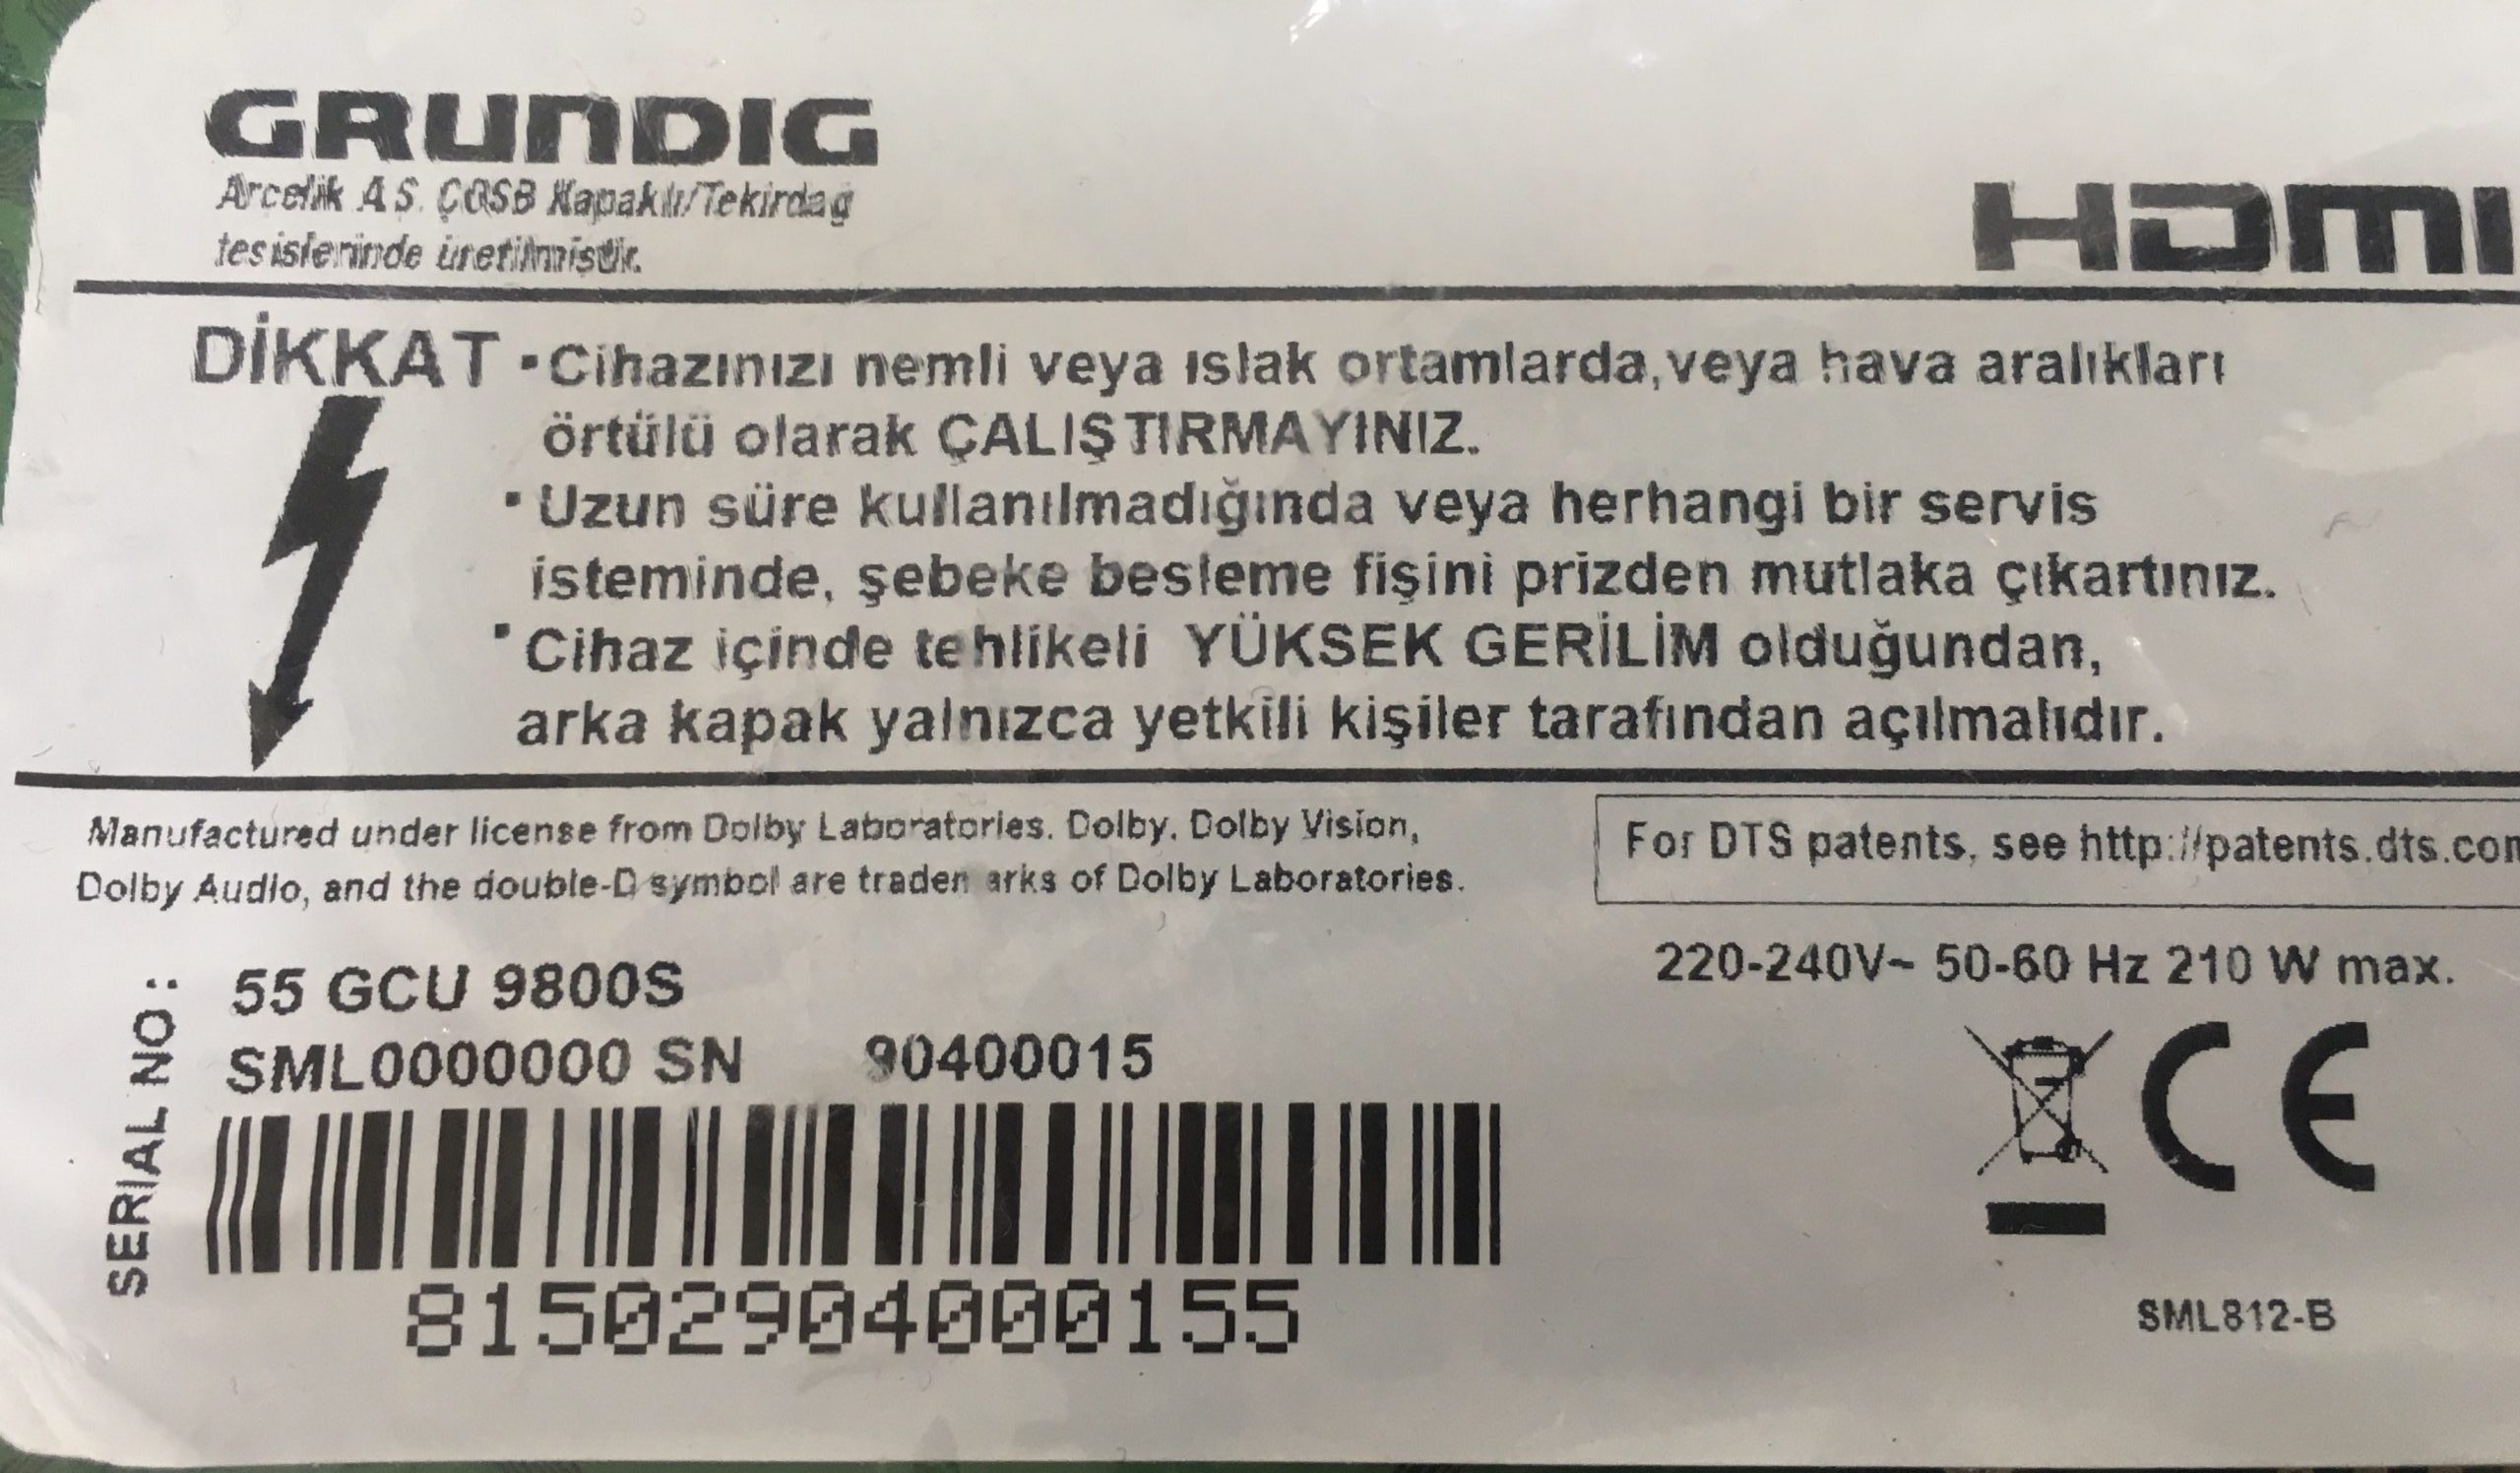 GRUNDIG
Arcelik A.S. ÇOSB Kapaklı/Tekirdag
tesislerinde üretilmistir.
HDMI
DİKKAT • Cihazınızı nemli veya ıslak ortamlarda,veya hava aralıkları
örtülü olarak ÇALIŞTIRMAYINIZ.
• Uzun süre kullanılmadığında veya herhangi bir servis
isteminde, şebeke besleme fişini prizden mutlaka çıkartınız.
• Cihaz içinde tehlikeli YÜKSEK GERİLİM olduğundan,
arka kapak yalnızca yetkili kişiler tarafından açılmalıdır.
Manufactured under license from Dolby Laboratories. Dolby, Dolby Vision,
Dolby Audio, and the double-D symbol are trademarks of Dolby Laboratories.
For DTS patents, see http://patents.dts.com
220-240V~ 50-60 Hz 210 W max.
SERIAL NO:
55 GCU 9800S
SML0000000 SN 90400015
CE
81502904000155
SML812-B